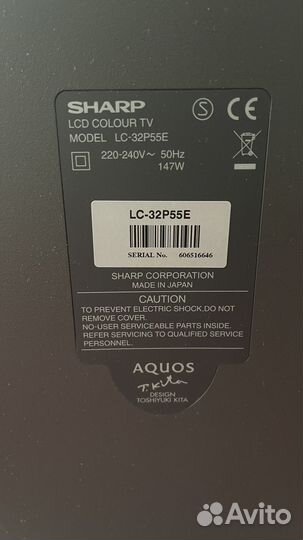 SHARP
LCD COLOUR TV
MODEL LC-32P55E
220-240V~ 50Hz
147W
S
CE
LC-32P55E
SERIAL No. 606516646
SHARP CORPORATION
MADE IN JAPAN
CAUTION
TO PREVENT ELECTRIC SHOCK,DO NOT
REMOVE COVER.
NO-USER SERVICEABLE PARTS INSIDE.
REFER SERVICING TO QUALIFIED SERVICE
PERSONNEL.
AQUOS
T.Kita
DESIGN
TOSHIYUKI KITA
Avito